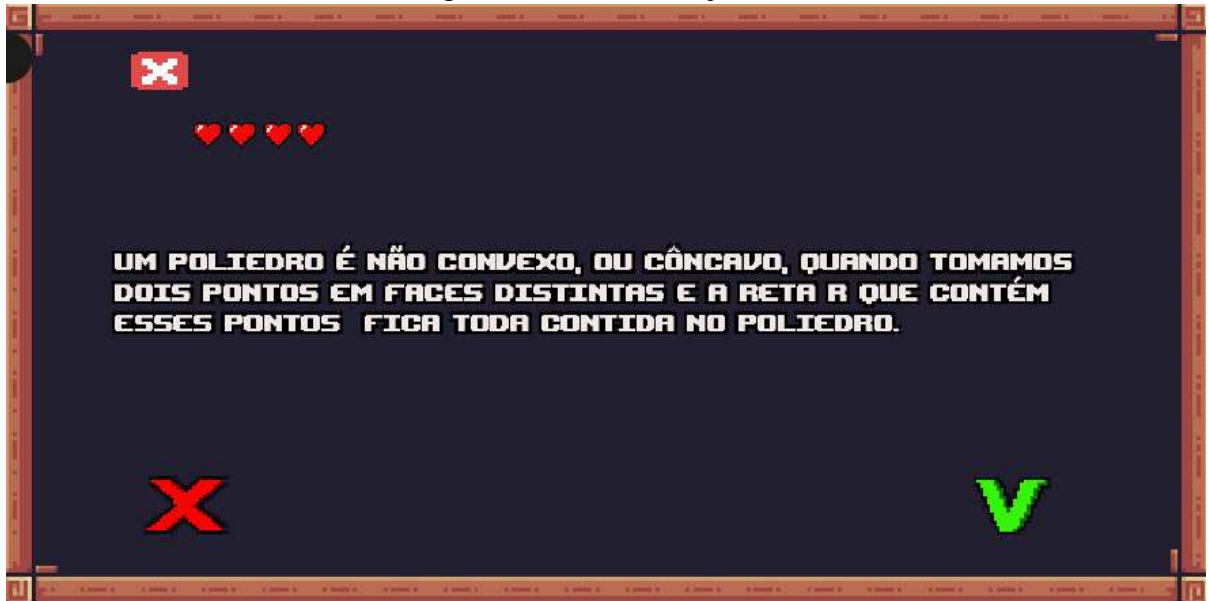 UM POLIEDRO É NÃO CONVEXO, OU CÔNCAVO, QUANDO TOMAMOS
DOIS PONTOS EM FACES DISTINTAS E A RETA R QUE CONTÉM
ESSES PONTOS FICA TODA CONTIDA NO POLIEDRO.
X
V